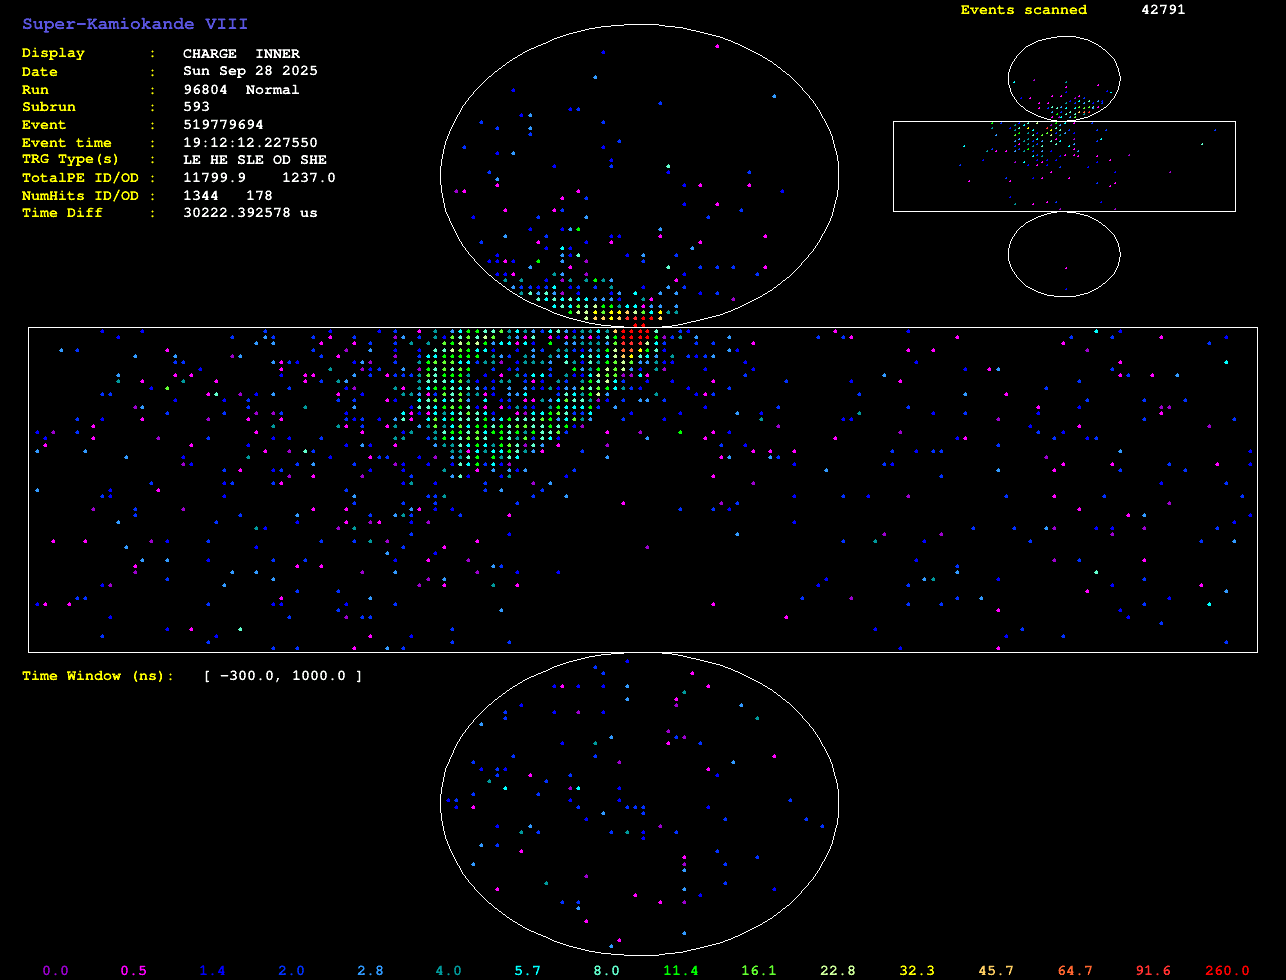 Super-Kamiokande VIII
Events scanned 42791
Display : CHARGE INNER
Date : Sun Sep 28 2025
Run : 96804 Normal
Subrun : 593
Event : 519779694
Event time : 19:12:12.227550
TRG Type(s) : LE HE SLE OD SHE
TotalPE ID/OD : 11799.9 1237.0
NumHits ID/OD : 1344 178
Time Diff : 30222.392578 us
Time Window (ns): [ -300.0, 1000.0 ]
0.0 0.5 1.4 2.0 2.8 4.0 5.7 8.0 11.4 16.1 22.8 32.3 45.7 64.7 91.6 260.0